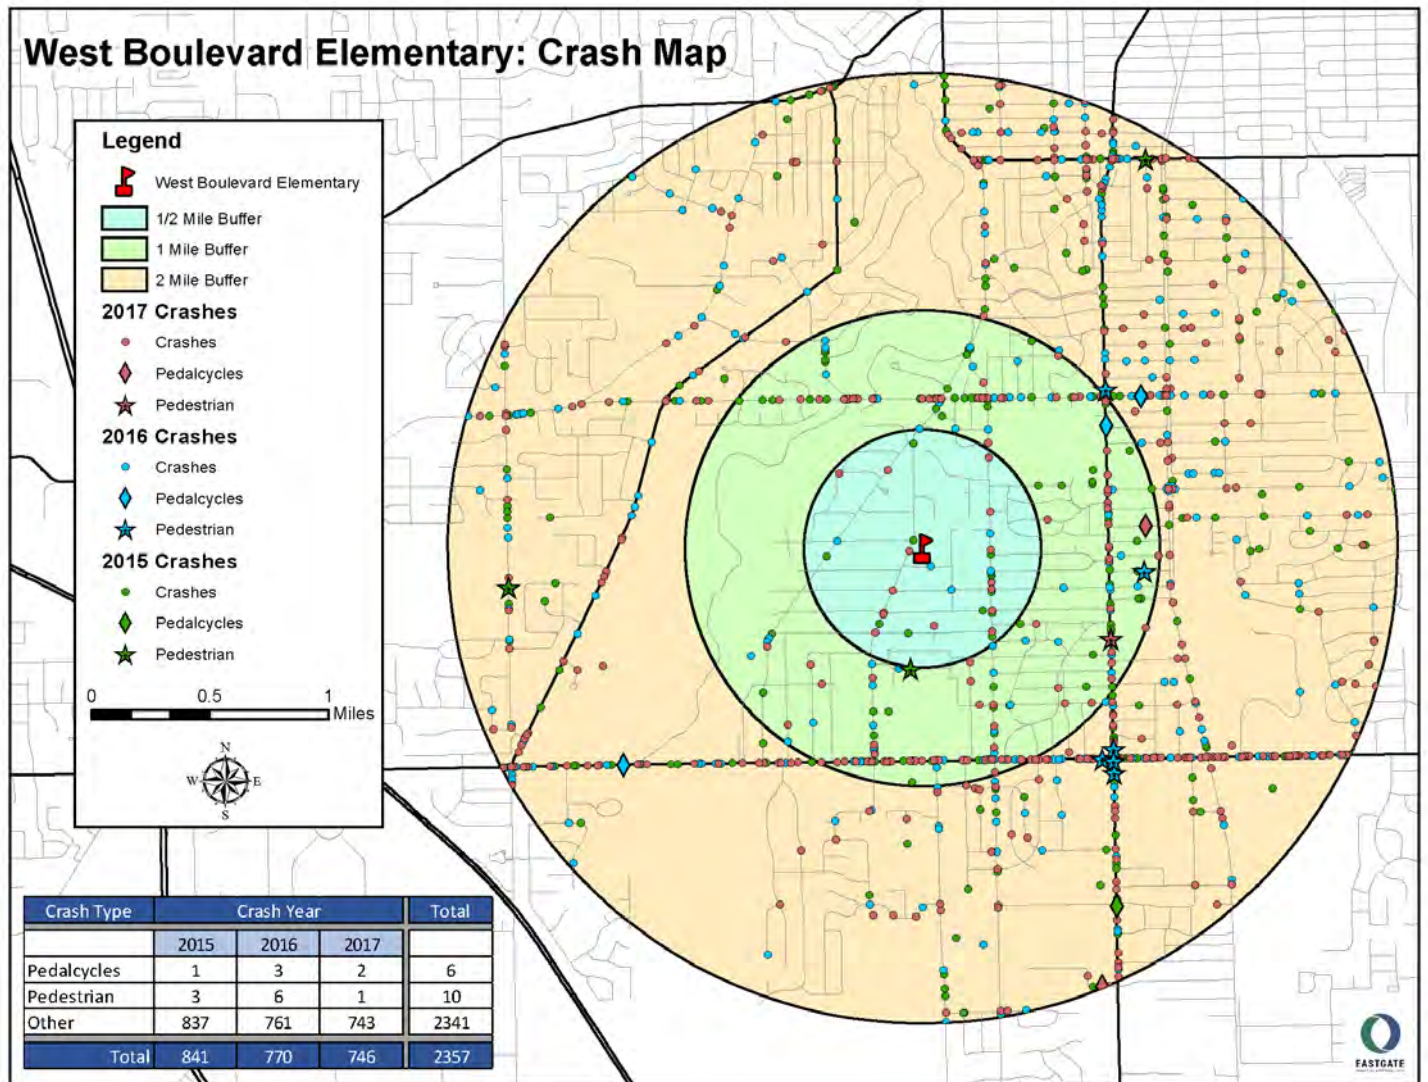 West Boulevard Elementary: Crash Map
Legend
West Boulevard Elementary
1/2 Mile Buffer
1 Mile Buffer
2 Mile Buffer
2017 Crashes
Crashes
Pedalcycles
Pedestrian
2016 Crashes
Crashes
Pedalcycles
Pedestrian
2015 Crashes
Crashes
Pedalcycles
Pedestrian
0 0.5 1
Miles
N
W E
S
Crash Type Crash Year Total
2015 2016 2017
Pedalcycles 1 3 2 6
Pedestrian 3 6 1 10
Other 837 761 743 2341
Total 841 770 746 2357
EASTGATE